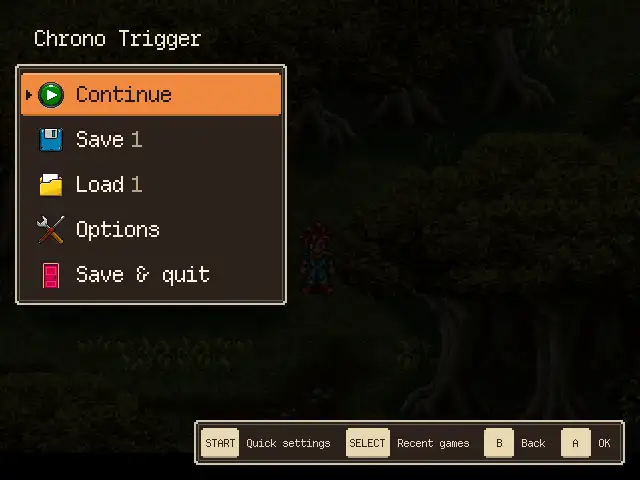 Chrono Trigger
Continue
Save 1
Load 1
Options
Save & quit
START Quick settings SELECT Recent games B Back A OK